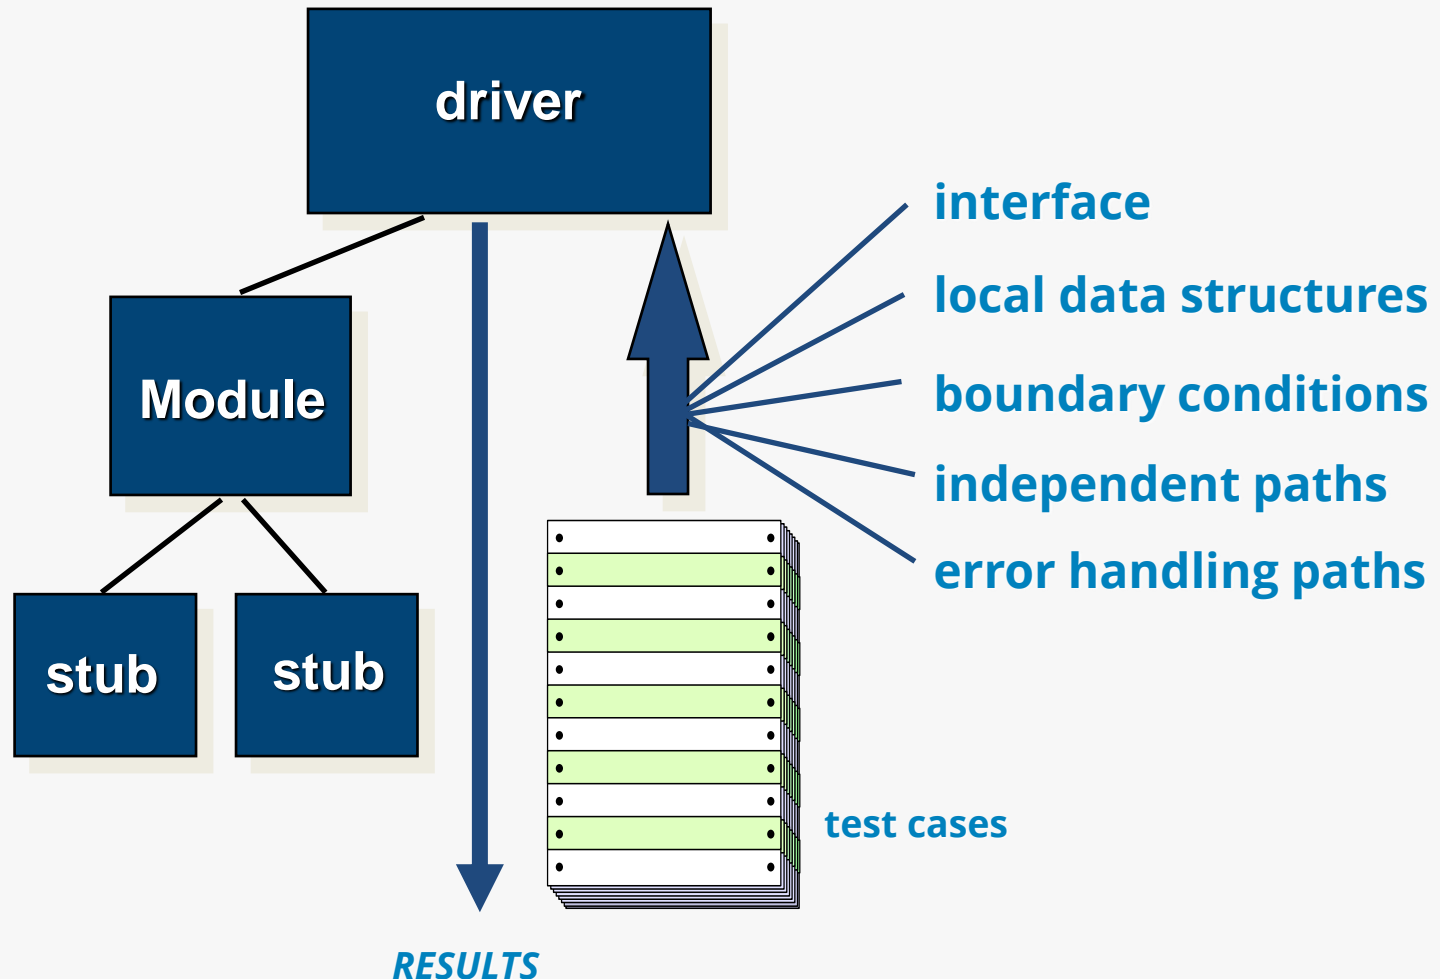 driver
interface
local data structures
Module
boundary conditions
independent paths
error handling paths
stub
stub
test cases
RESULTS